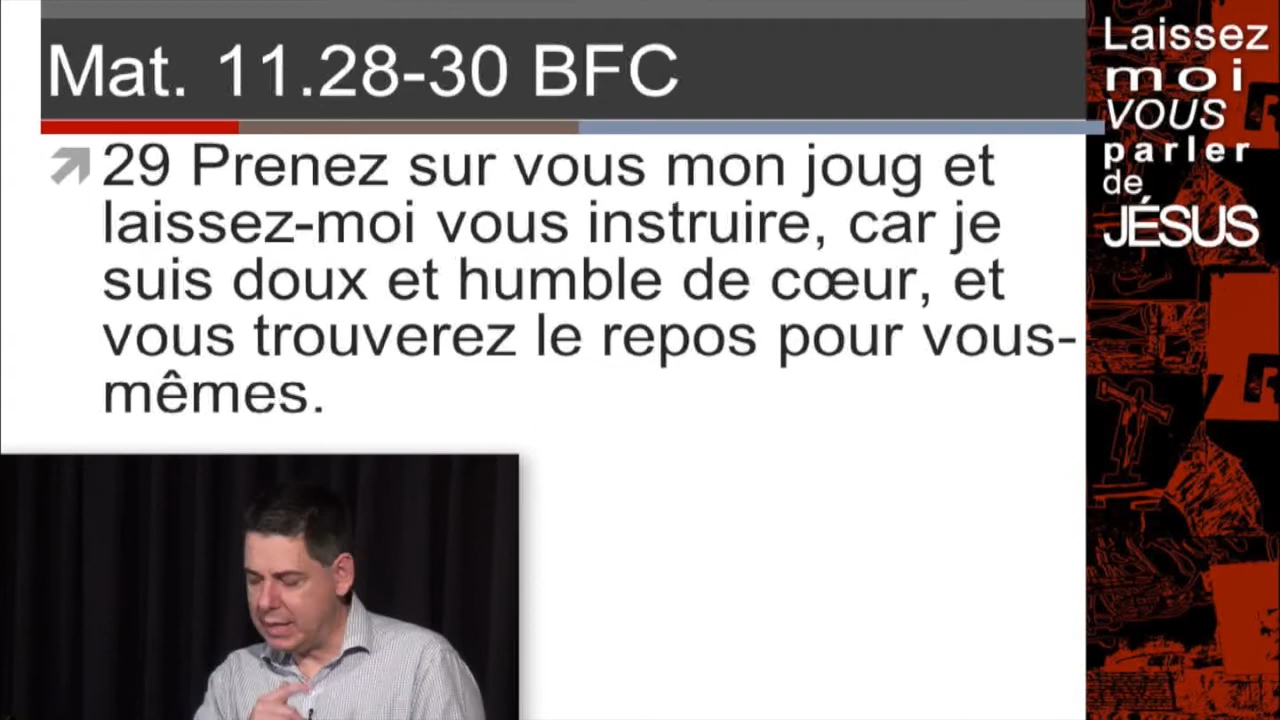 Mat. 11.28-30 BFC
29 Prenez sur vous mon joug et
laissez-moi vous instruire, car je
suis doux et humble de cœur, et
vous trouverez le repos pour vous-
mêmes.
Laissez
moi
vous
parler
de
JÉSUS